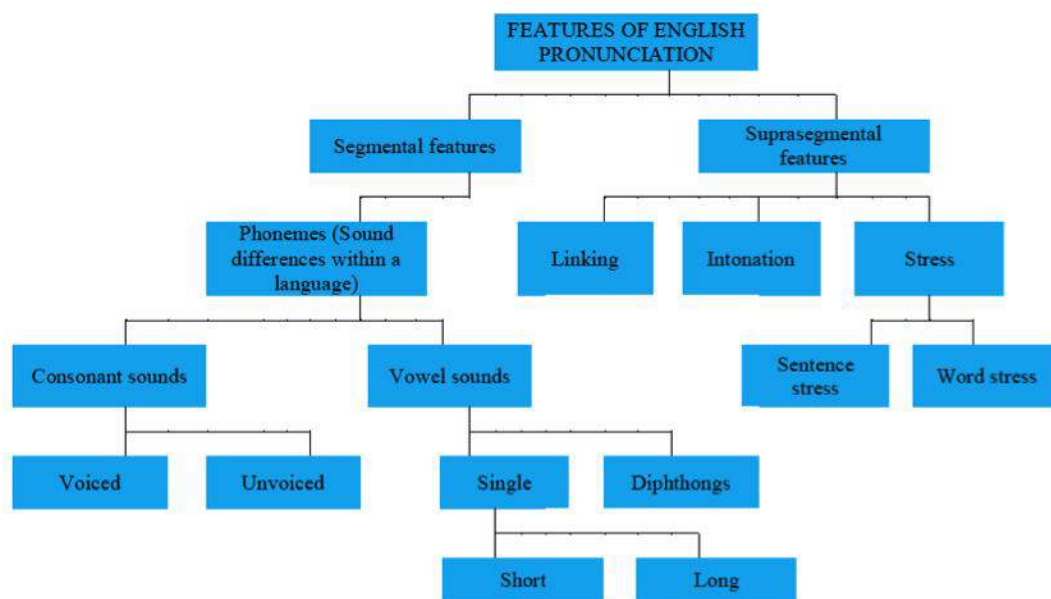 FEATURES OF ENGLISH
PRONUNCIATION
Segmental features
Suprasegmental
features
Phonemes (Sound
differences within a
language)
Linking
Intonation
Stress
Consonant sounds
Vowel sounds
Sentence
stress
Word stress
Voiced
Unvoiced
Single
Diphthongs
Short
Long